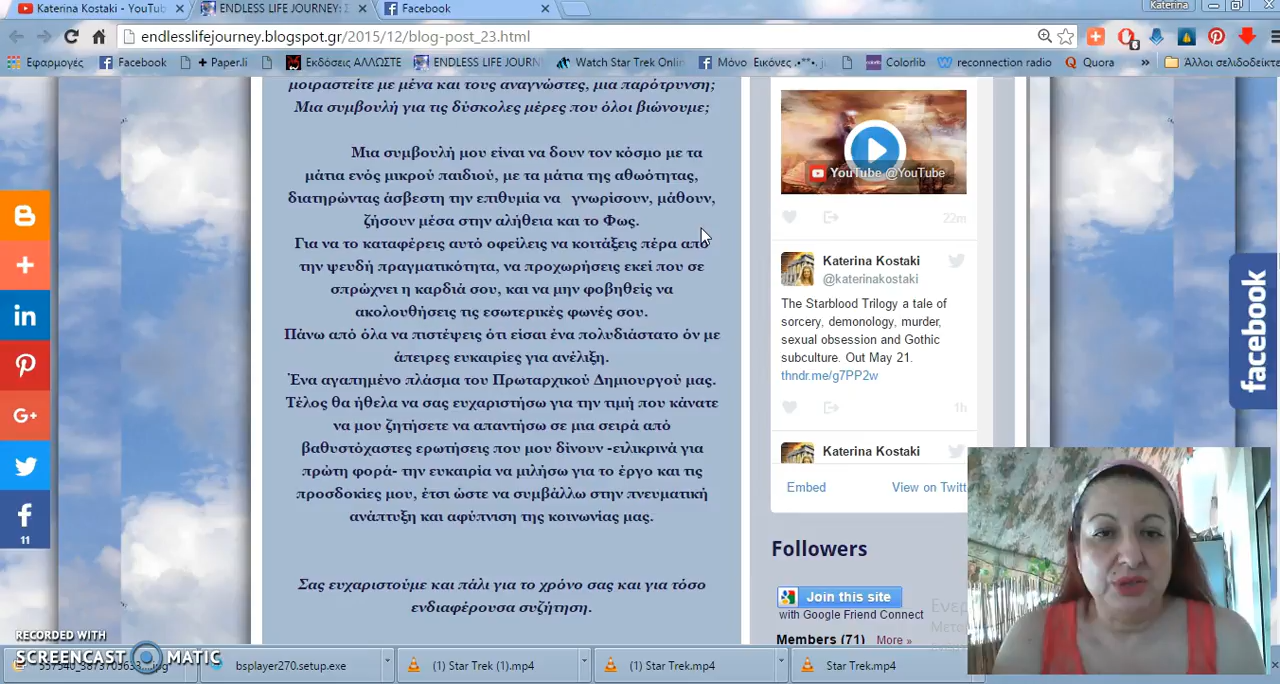 Katerina Kostaki - YouTub
ENDLESS LIFE JOURNEY:
Facebook
Katerina
endlesslifejourney.blogspot.gr/2015/12/blog-post_23.html
Εφαρμογές
Facebook
+ Paper.li
Εκδόσεις ΑΛΛΩΣΤΕ
ENDLESS LIFE JOURN
Watch Star Trek Onlin
Μόνο Εικόνες
Colorlib
reconnection radio
Quora
»
Άλλοι σελιδοδείκτ
μοιραστείτε με μένα και τους αναγνώστες, μια παρότρυνση;
Μια συμβουλή για τις δύσκολες μέρες που όλοι βιώνουμε;
Μια συμβουλή μου είναι να δουν τον κόσμο με τα
μάτια ενός μικρού παιδιού, με τα μάτια της αθωότητας,
διατηρώντας άσβεστη την επιθυμία να γνωρίσουν, μάθουν,
ζήσουν μέσα στην αλήθεια και το Φως.
Για να το καταφέρεις αυτό οφείλεις να κοιτάξεις πέρα από
την ψευδή πραγματικότητα, να προχωρήσεις εκεί που σε
σπρώχνει η καρδιά σου, και να μην φοβηθείς να
ακολουθήσεις τις εσωτερικές φωνές σου.
Πάνω από όλα να πιστέψεις ότι είσαι ένα πολυδιάστατο όν με
άπειρες ευκαιρίες για ανέλιξη.
Ένα αγαπημένο πλάσμα του Πρωταρχικού Δημιουργού μας.
Τέλος θα ήθελα να σας ευχαριστήσω για την τιμή που κάνατε
να μου ζητήσετε να απαντήσω σε μια σειρά από
βαθυστόχαστες ερωτήσεις που μου δίνουν -ειλικρινά για
πρώτη φορά- την ευκαιρία να μιλήσω για το έργο και τις
προσδοκίες μου, έτσι ώστε να συμβάλλω στην πνευματική
ανάπτυξη και αφύπνιση της κοινωνίας μας.
Σας ευχαριστούμε και πάλι για το χρόνο σας και για τόσο
ενδιαφέρουσα συζήτηση.
YouTube @YouTube
22m
Katerina Kostaki
@katerinakostaki
The Starblood Trilogy a tale of
sorcery, demonology, murder,
sexual obsession and Gothic
subculture. Out May 21.
thndr.me/g7PP2w
1h
Katerina Kostaki
Embed
View on Twitt
Followers
Join this site
with Google Friend Connect
Members (71) More »
11
facebook
RECORDED WITH
SCREENCAST MATIC
bsplayer270.setup.exe
(1) Star Trek (1).mp4
(1) Star Trek.mp4
Star Trek.mp4